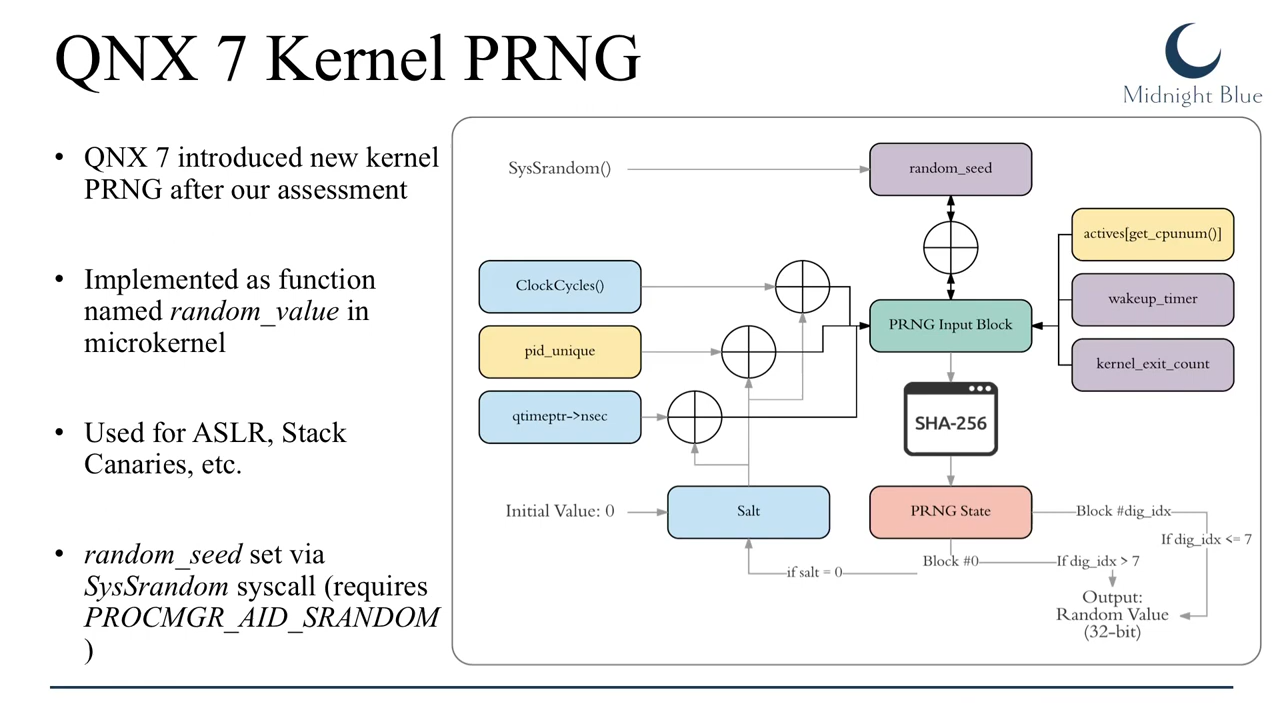 QNX 7 Kernel PRNG
Midnight Blue
• QNX 7 introduced new kernel
PRNG after our assessment
• Implemented as function
named random_value in
microkernel
• Used for ASLR, Stack
Canaries, etc.
• random_seed set via
SysSrandom syscall (requires
PROCMGR_AID_SRANDOM
)
SysSrandom()
random_seed
actives[get_cpunum()]
ClockCycles()
wakeup_timer
PRNG Input Block
pid_unique
kernel_exit_count
qtimeptr->nsec
SHA-256
Initial Value: 0
Salt
PRNG State
Block #dig_idx
If dig_idx <= 7
Block #0
If dig_idx > 7
if salt = 0
Output:
Random Value
(32-bit)